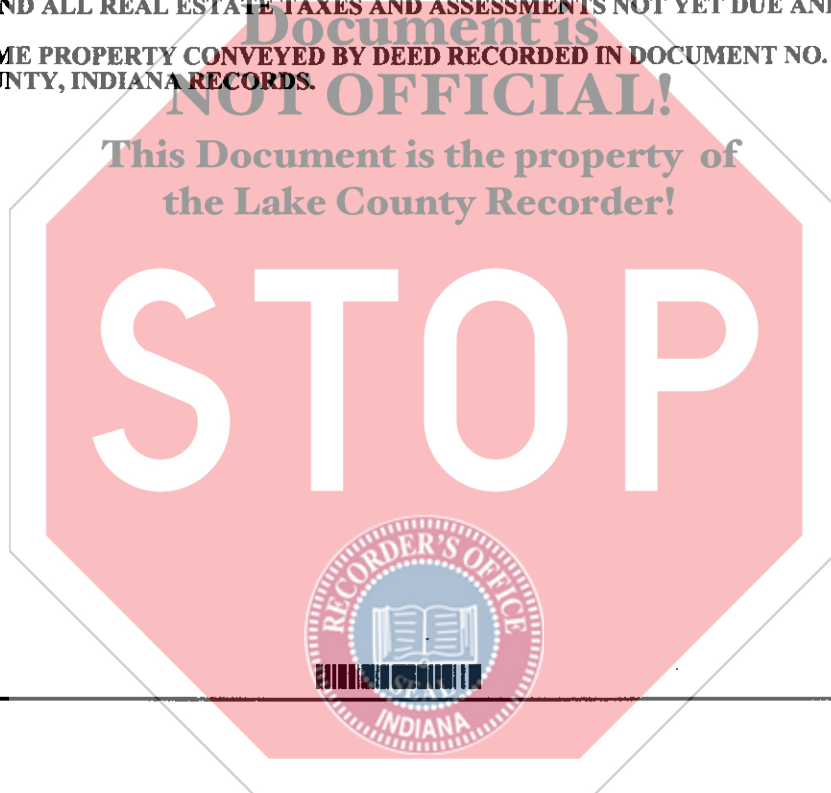 ND ALL REAL ESTATE TAXES AND ASSESSMENTS NOT YET DUE AND
Document is
ME PROPERTY CONVEYED BY DEED RECORDED IN DOCUMENT NO.
NTY, INDIANA RECORDS.
NOT OFFICIAL!
This Document is the property of
the Lake County Recorder!
STOP
RECORDER'S OFFICE
SEAL
INDIANA